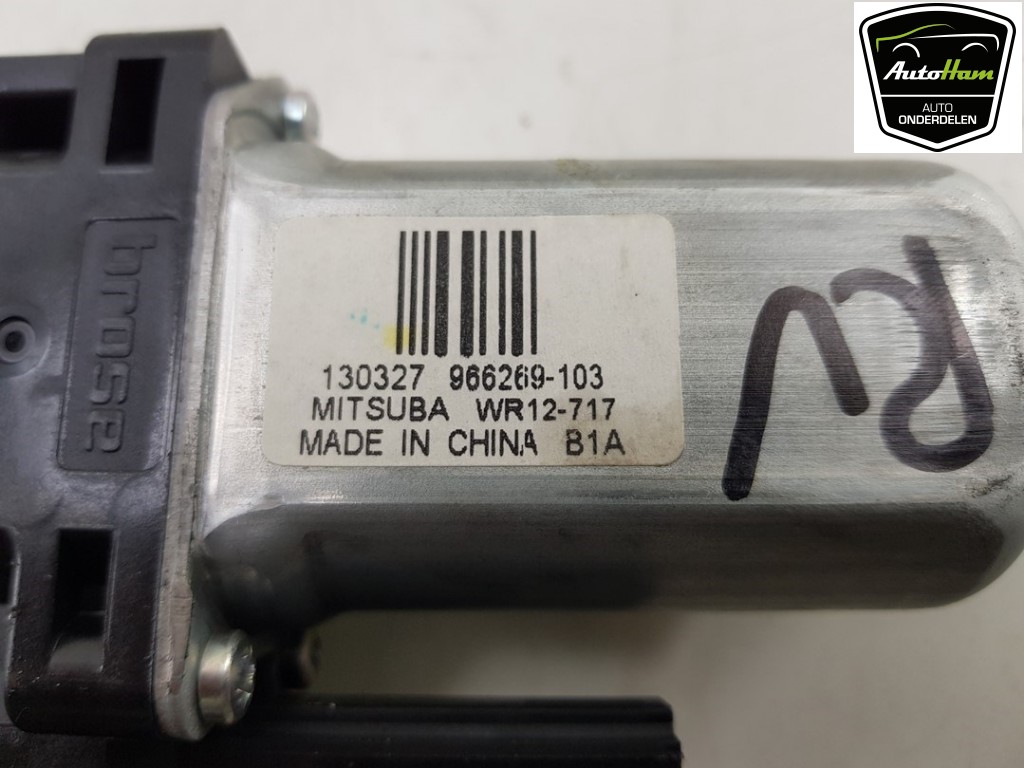 AutoHam
AUTO
ONDERDELEN
brose
130327 966269-103
MITSUBA WR12-717
MADE IN CHINA B1A
RV